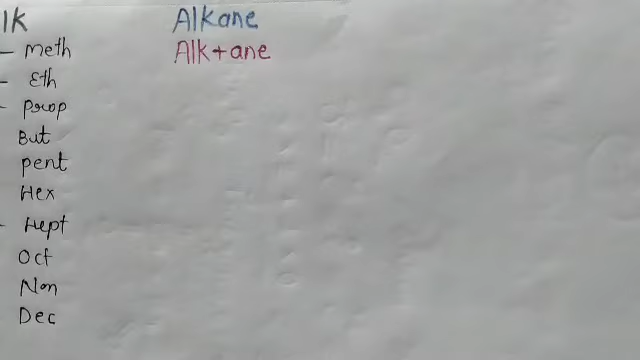 lk
Alkane
– Meth
Alk+ane
– Eth
– Prop
But
pent
Hex
– Hept
Oct
Non
Dec